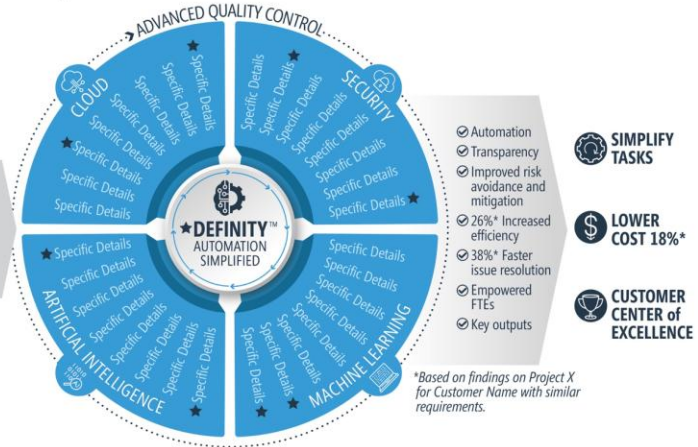 ADVANCED QUALITY CONTROL
CLOUD
Specific Details
Specific Details
Specific Details
Specific Details
Specific Details
Specific Details
Specific Details
Specific Details
SECURITY
Specific Details
Specific Details
Specific Details
Specific Details
Specific Details
Specific Details
Specific Details
Specific Details
DEFINITY™
AUTOMATION
SIMPLIFIED
ARTIFICIAL INTELLIGENCE
Specific Details
Specific Details
Specific Details
Specific Details
Specific Details
Specific Details
Specific Details
Specific Details
MACHINE LEARNING
Specific Details
Specific Details
Specific Details
Specific Details
Specific Details
Specific Details
Specific Details
Specific Details
Automation
Transparency
Improved risk
avoidance and
mitigation
26%* Increased
efficiency
38%* Faster
issue resolution
Empowered
FTEs
Key outputs
*Based on findings on Project X
for Customer Name with similar
requirements.
SIMPLIFY
TASKS
$
LOWER
COST 18%*
CUSTOMER
CENTER of
EXCELLENCE